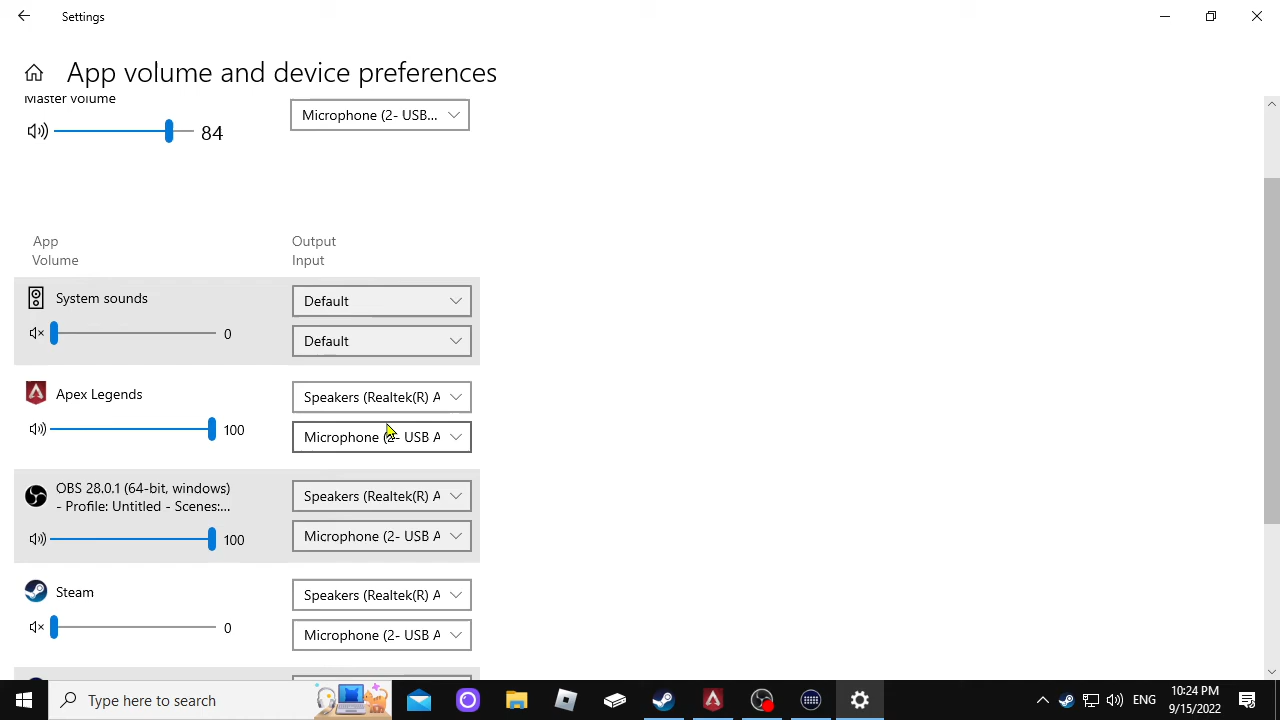 Settings
App volume and device preferences
Master volume
84
Microphone (2- USB...
App
Volume
Output
Input
System sounds
0
Default
Default
Apex Legends
100
Speakers (Realtek(R) A
Microphone (2- USB A
OBS 28.0.1 (64-bit, windows)
- Profile: Untitled - Scenes:...
100
Speakers (Realtek(R) A
Microphone (2- USB A
Steam
0
Speakers (Realtek(R) A
Microphone (2- USB A
Type here to search
ENG
10:24 PM
9/15/2022